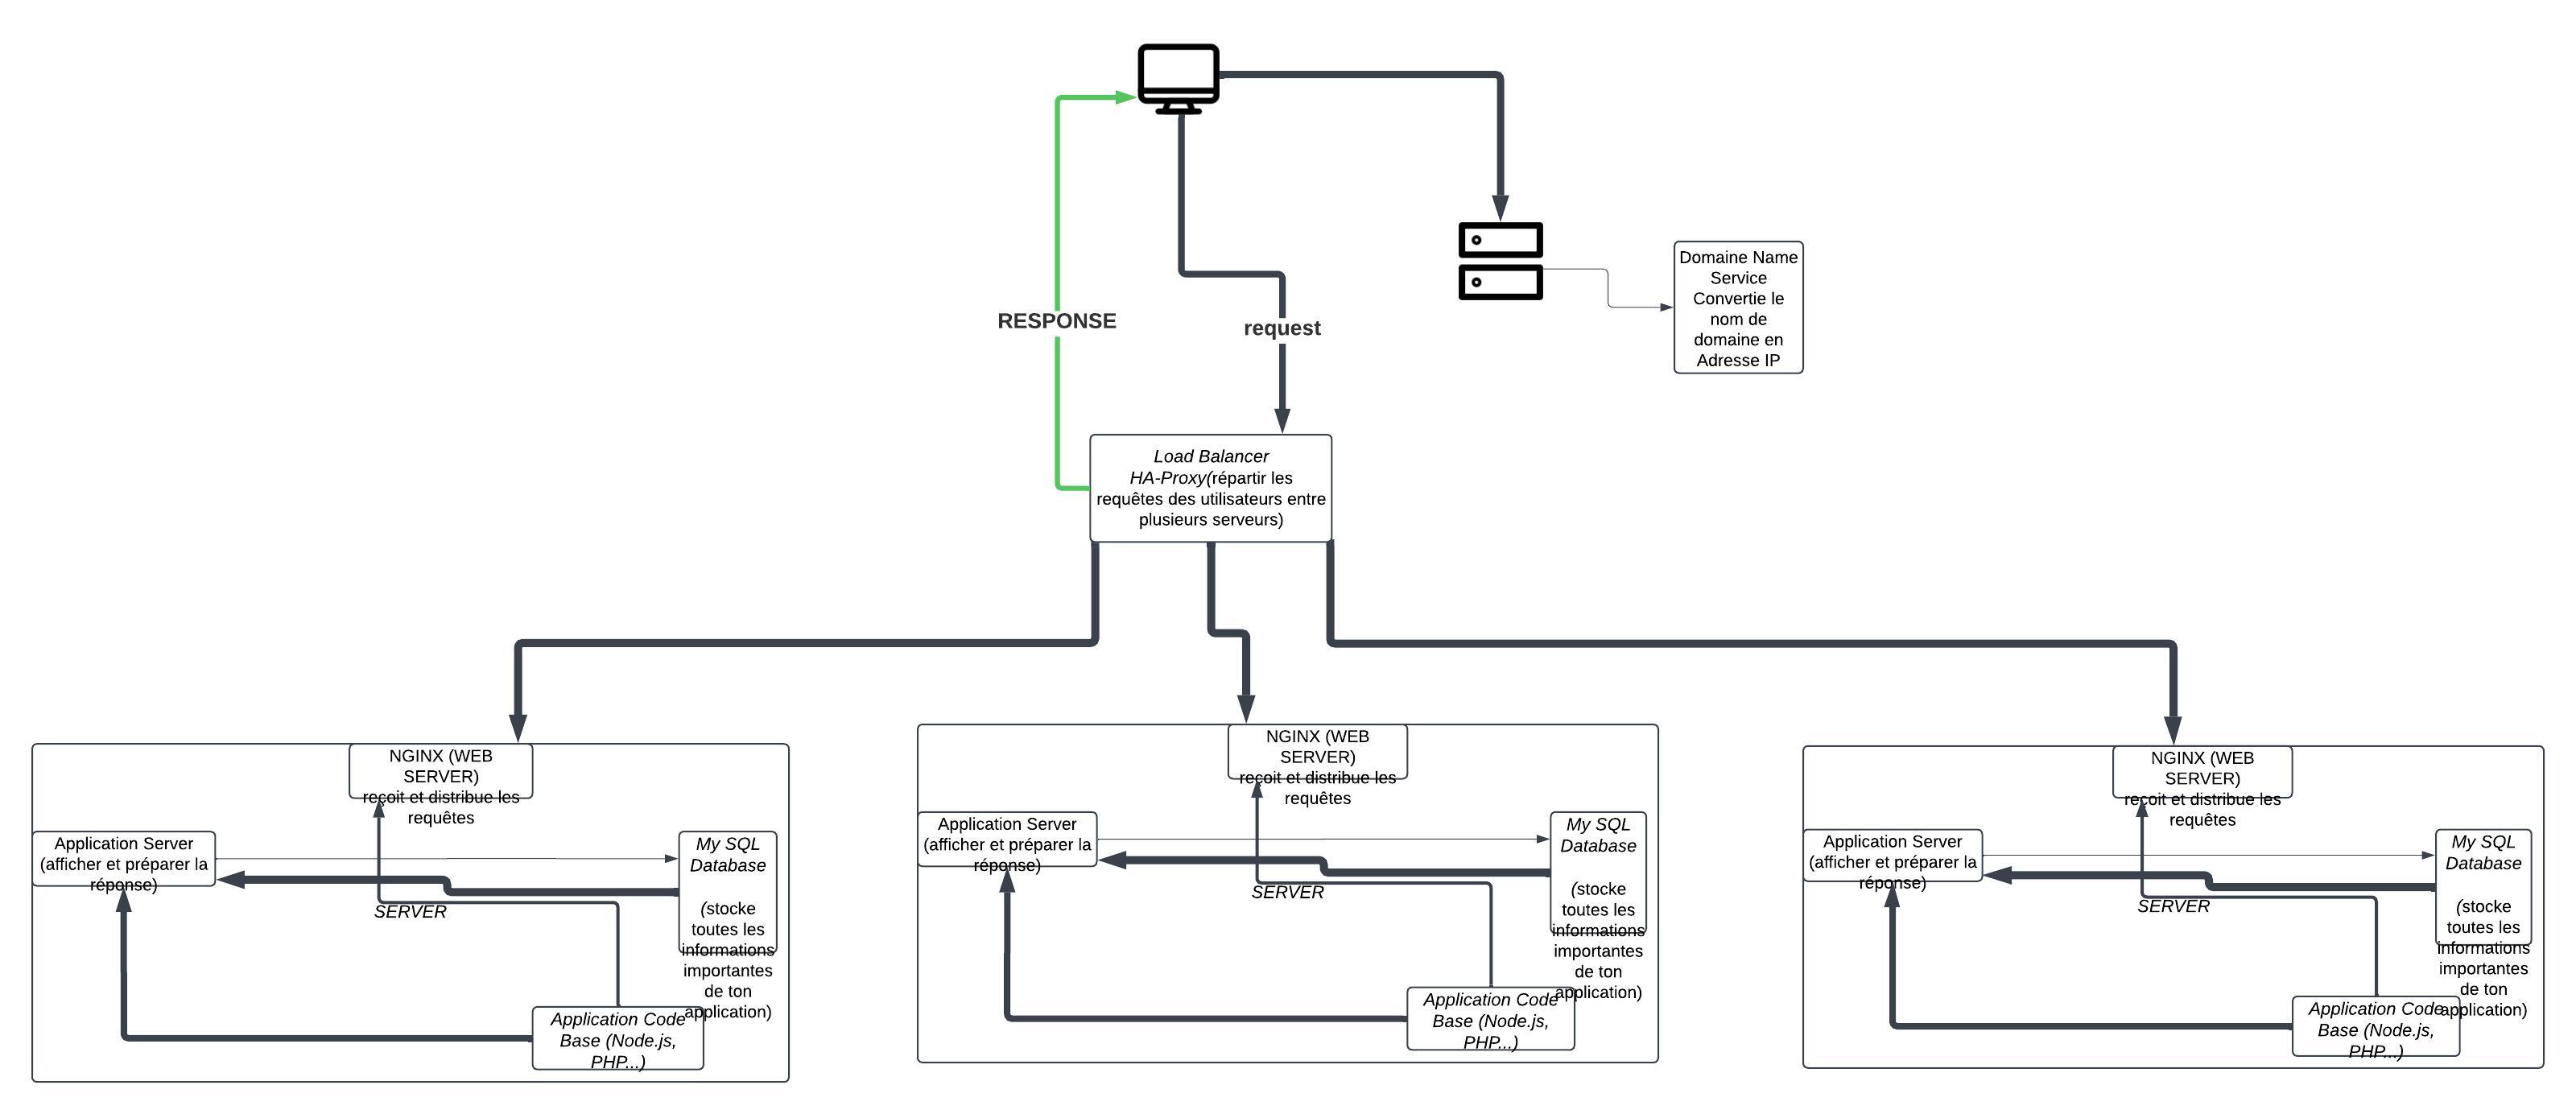 Domaine Name
Service
Convertie le
nom de
domaine en
Adresse IP
RESPONSE
request
Load Balancer
HA-Proxy(répartir les
requêtes des utilisateurs entre
plusieurs serveurs)
NGINX (WEB
SERVER)
reçoit et distribue les
requêtes
Application Server
(afficher et préparer la
réponse)
My SQL
Database
(stocke
toutes les
informations
importantes
de ton
application)
SERVER
Application Code
Base (Node.js,
PHP...)
NGINX (WEB
SERVER)
reçoit et distribue les
requêtes
Application Server
(afficher et préparer la
réponse)
My SQL
Database
(stocke
toutes les
informations
importantes
de ton
application)
SERVER
Application Code
Base (Node.js,
PHP...)
NGINX (WEB
SERVER)
reçoit et distribue les
requêtes
Application Server
(afficher et préparer la
réponse)
My SQL
Database
(stocke
toutes les
informations
importantes
de ton
application)
SERVER
Application Code
Base (Node.js,
PHP...)